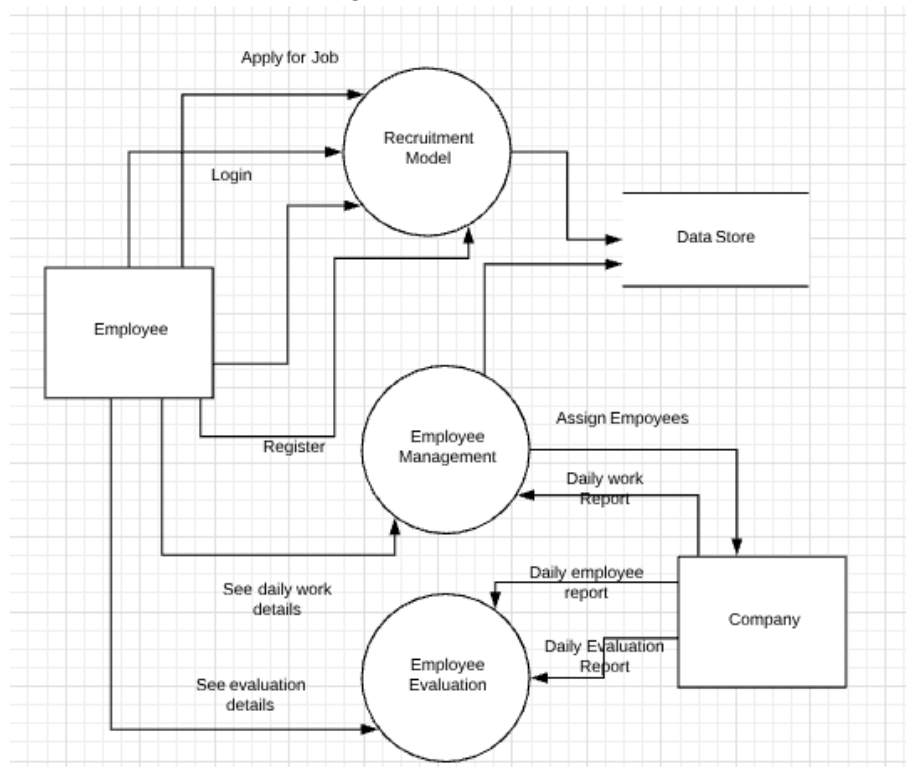 Apply for Job
Recruitment
Model
Login
Data Store
Employee
Assign Empoyees
Employee
Management
Register
Daily work
Report
Daily employee
report
See daily work
details
Company
Daily Evaluation
Report
Employee
Evaluation
See evaluation
details